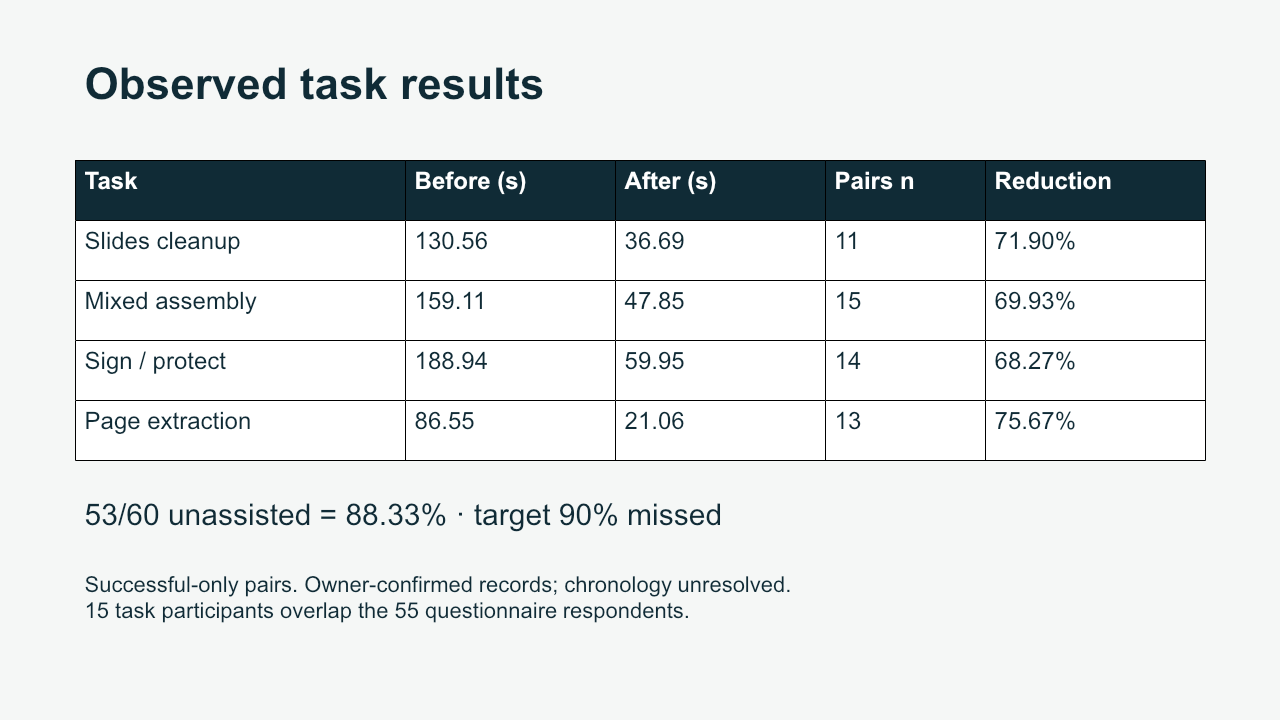 Observed task results
Task Before (s) After (s) Pairs n Reduction
Slides cleanup 130.56 36.69 11 71.90%
Mixed assembly 159.11 47.85 15 69.93%
Sign / protect 188.94 59.95 14 68.27%
Page extraction 86.55 21.06 13 75.67%
53/60 unassisted = 88.33% · target 90% missed
Successful-only pairs. Owner-confirmed records; chronology unresolved.
15 task participants overlap the 55 questionnaire respondents.